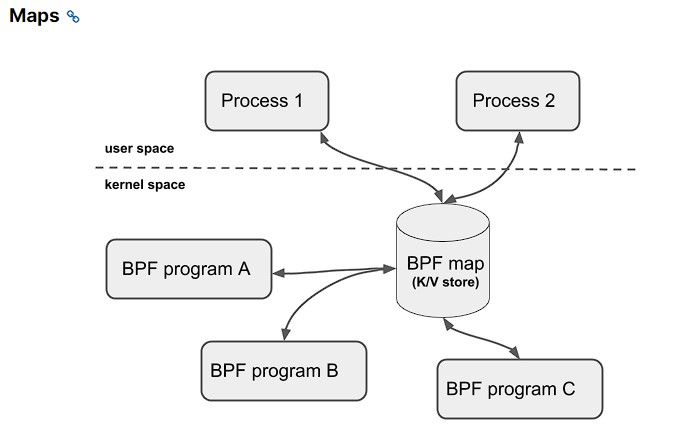 Maps
Process 1
Process 2
user space
kernel space
BPF program A
BPF map
(K/V store)
BPF program B
BPF program C